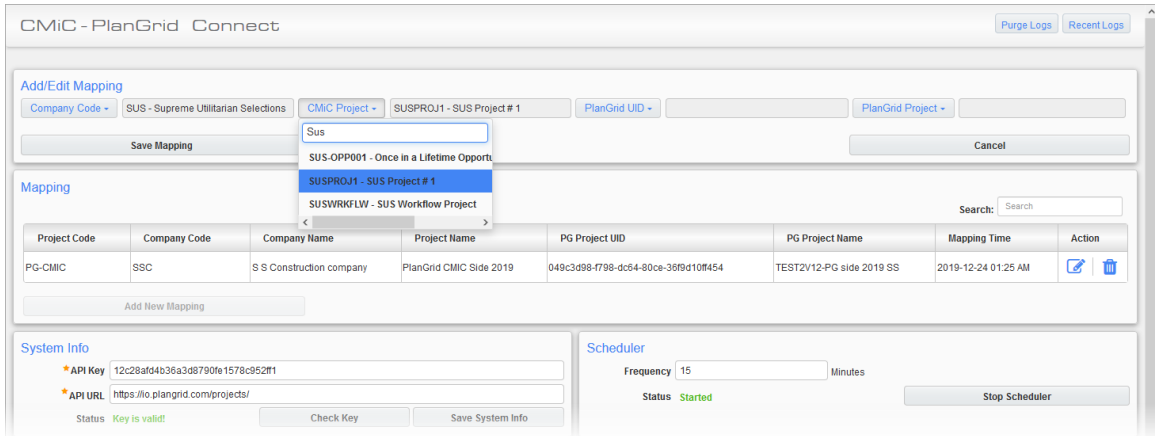 CMiC - PlanGrid Connect
Purge Logs Recent Logs
Add/Edit Mapping
Company Code SUS - Supreme Utilitarian Selections CMiC Project SUSPROJ1 - SUS Project # 1 PlanGrid UID PlanGrid Project
Sus
Save Mapping Cancel
SUS-OPP001 - Once in a Lifetime Opportu
SUSPROJ1 - SUS Project # 1
SUSWRKFLW - SUS Workflow Project
Mapping
Search: Search
Project Code Company Code Company Name Project Name PG Project UID PG Project Name Mapping Time Action
PG-CMIC SSC S S Construction company PlanGrid CMIC Side 2019 049c3d98-f798-dc64-80ce-36f9d10ff454 TEST2V12-PG side 2019 SS 2019-12-24 01:25 AM
Add New Mapping
System Info
*API Key 12c28afd4b36a3d8790fe1578c952ff1
*API URL https://io.plangrid.com/projects/
Status Key is valid! Check Key Save System Info
Scheduler
Frequency 15 Minutes
Status Started Stop Scheduler